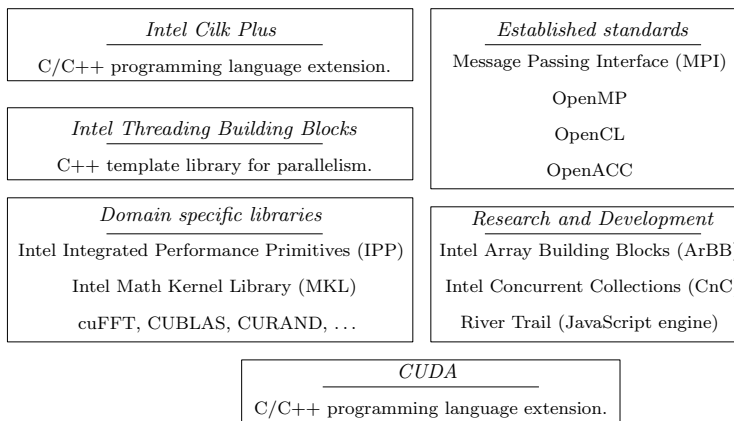 Intel Cilk Plus
C/C++ programming language extension.
Intel Threading Building Blocks
C++ template library for parallelism.
Domain specific libraries
Intel Integrated Performance Primitives (IPP)
Intel Math Kernel Library (MKL)
cuFFT, CUBLAS, CURAND, . . .
Established standards
Message Passing Interface (MPI)
OpenMP
OpenCL
OpenACC
Research and Development
Intel Array Building Blocks (ArBB)
Intel Concurrent Collections (CnC
River Trail (JavaScript engine)
CUDA
C/C++ programming language extension.